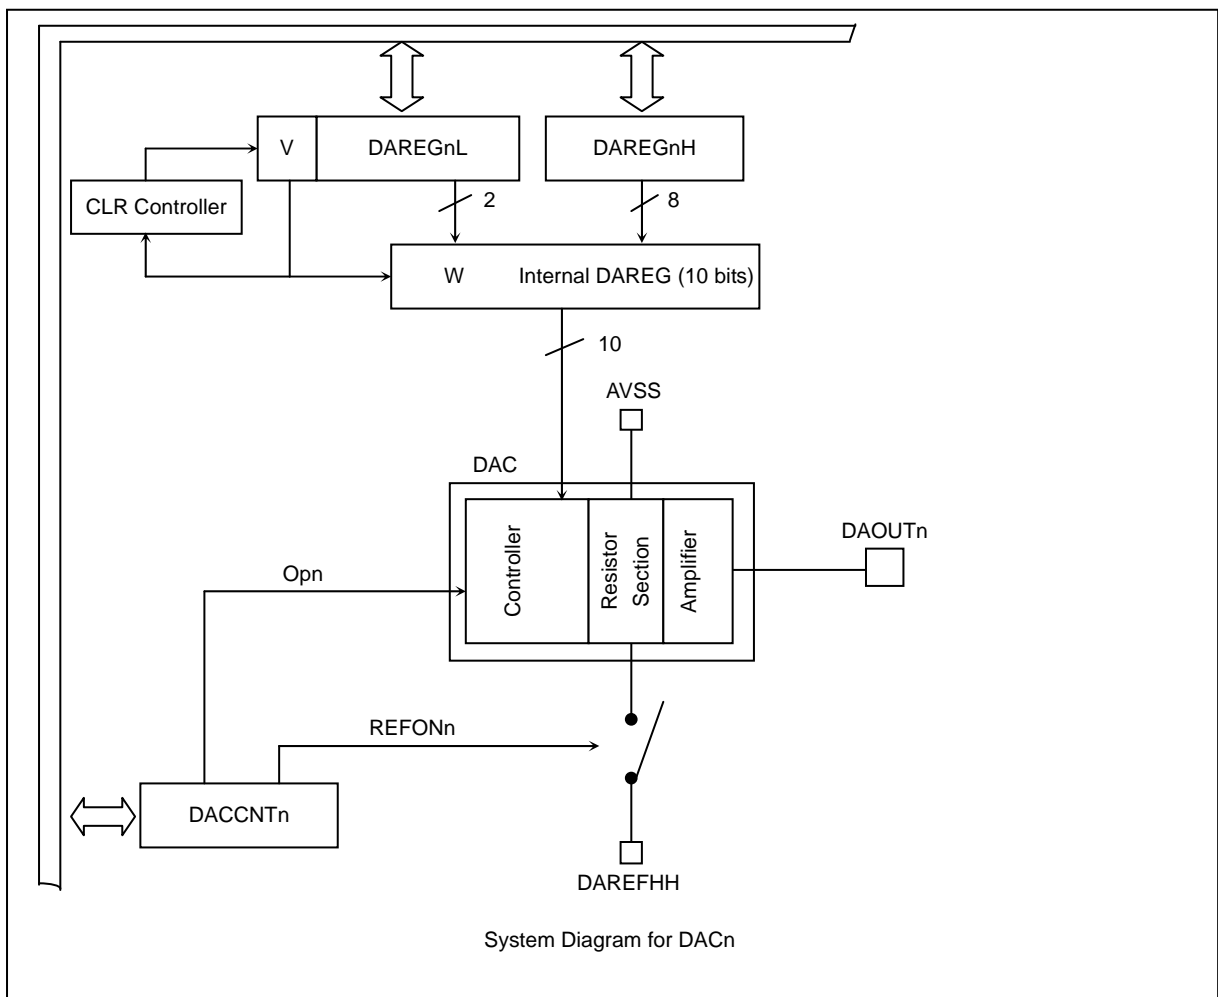 V
DAREGnL
DAREGnH
CLR Controller
2
8
W
Internal DAREG (10 bits)
10
AVSS
DAC
Controller
Resistor
Section
Amplifier
DAOUTn
Opn
REFONn
DACCNTn
DAREFHH
System Diagram for DACn